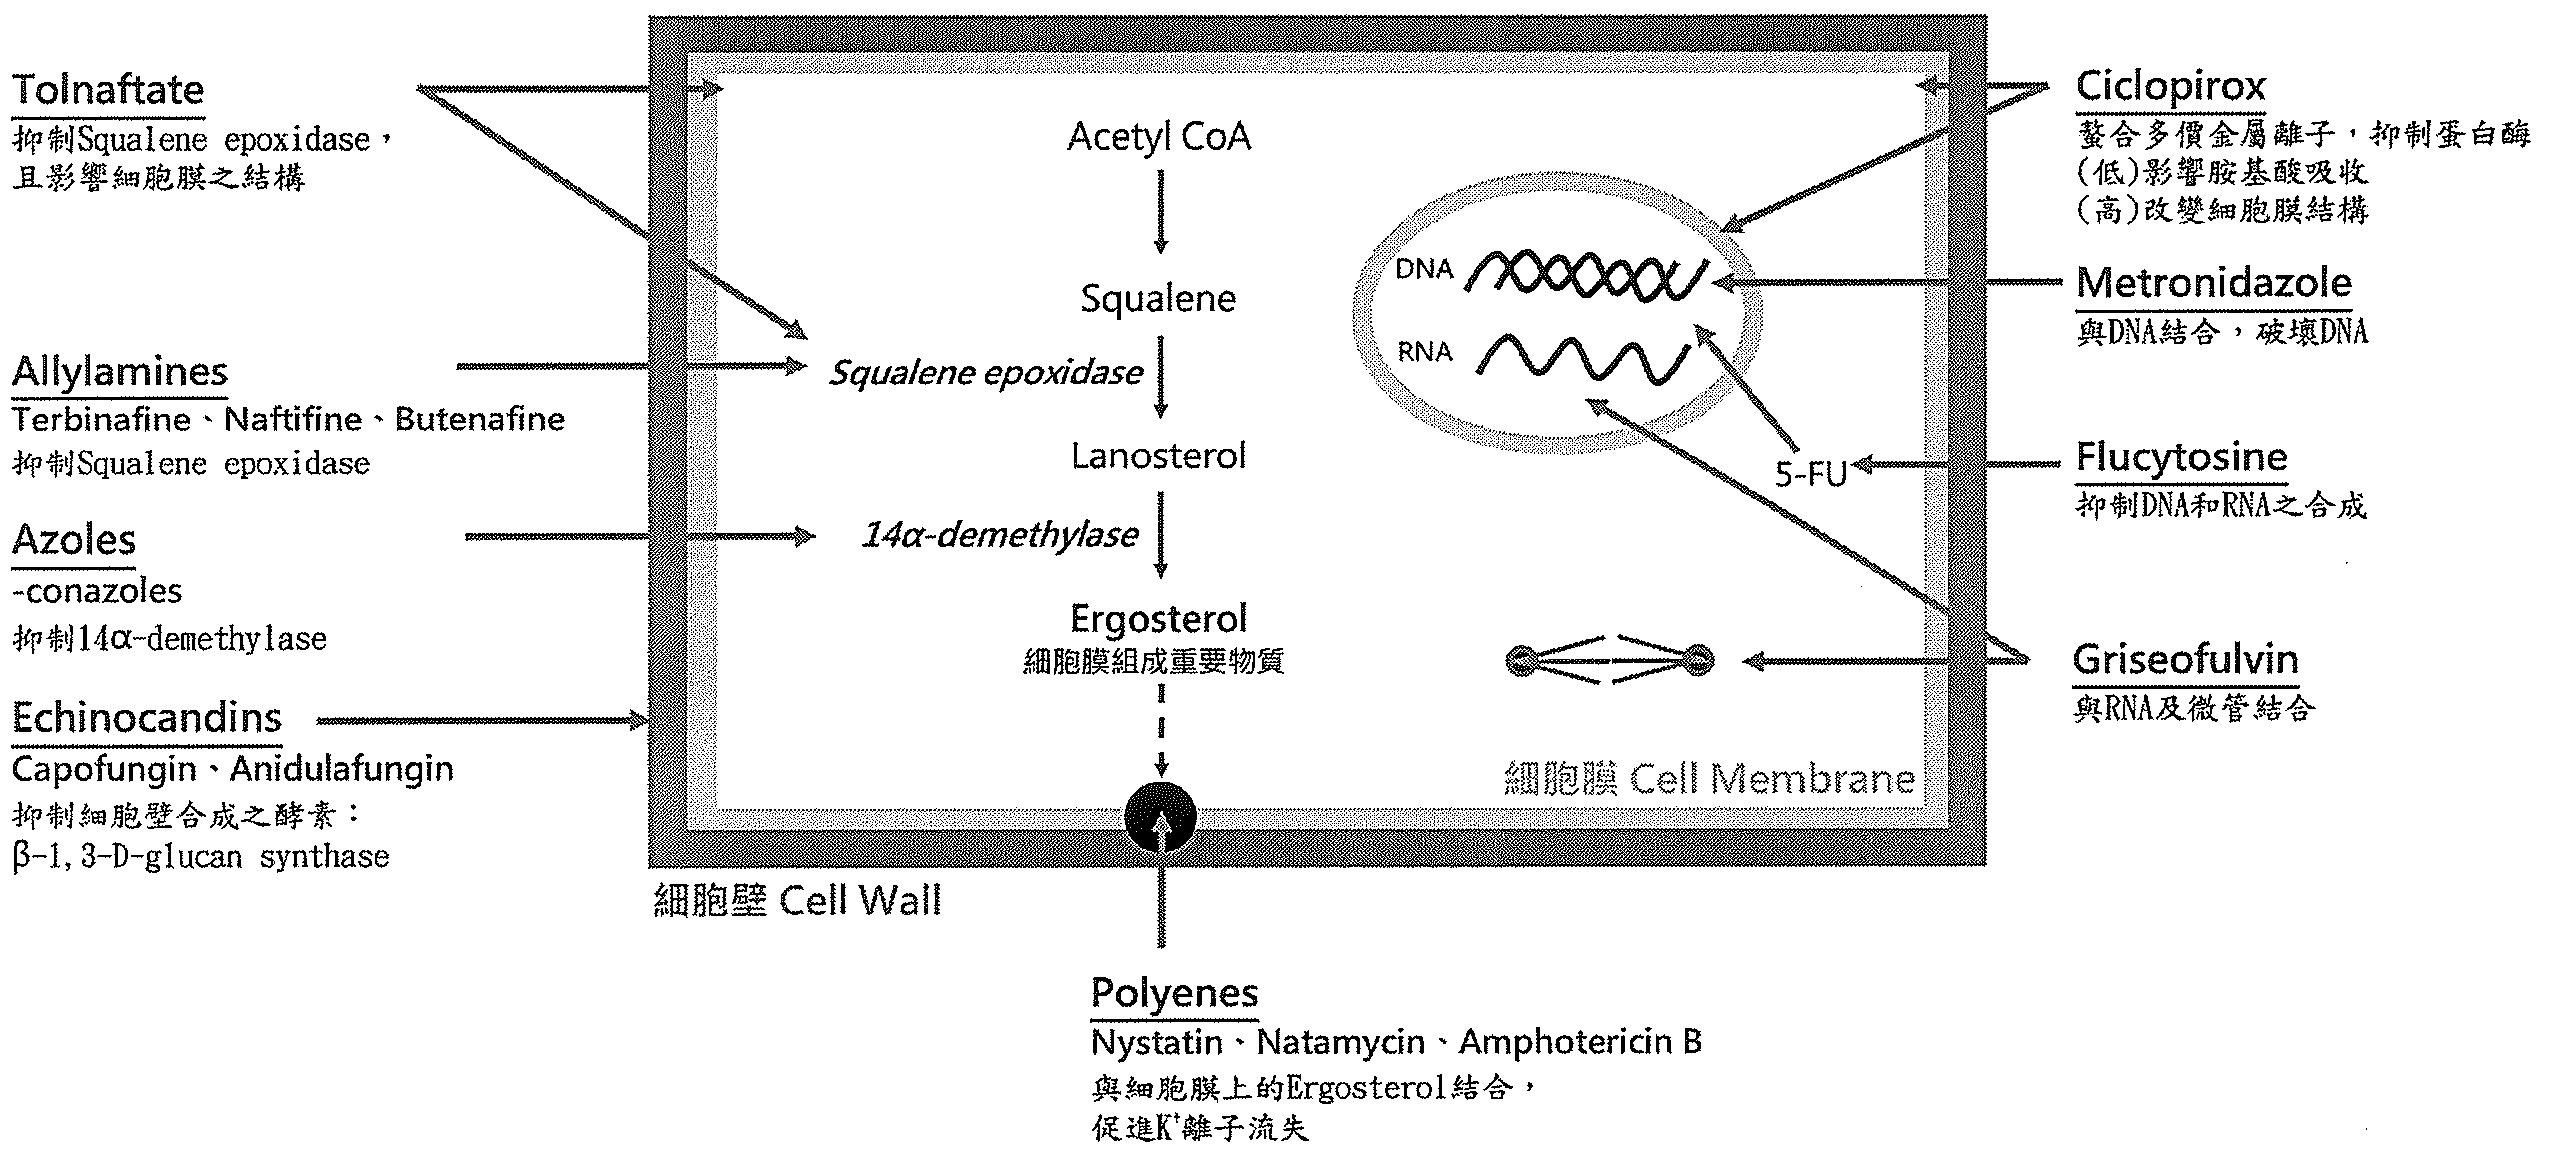 Tolnaftate
抑制Squalene epoxidase，
且影響細胞膜之結構
Allylamines
Terbinafine、Naftifine、Butenafine
抑制Squalene epoxidase
Azoles
-conazoles
抑制14α-demethylase
Echinocandins
Capofungin、Anidulafungin
抑制細胞壁合成之酵素：
β-1,3-D-glucan synthase
Acetyl CoA
Squalene
Squalene epoxidase
Lanosterol
14α-demethylase
Ergosterol
細胞膜組成重要物質
DNA
RNA
5-FU
細胞膜 Cell Membrane
細胞壁 Cell Wall
Polyenes
Nystatin、Natamycin、Amphotericin B
與細胞膜上的Ergosterol結合，
促進K⁺離子流失
Ciclopirox
螯合多價金屬離子，抑制蛋白酶
(低)影響胺基酸吸收
(高)改變細胞膜結構
Metronidazole
與DNA結合，破壞DNA
Flucytosine
抑制DNA和RNA之合成
Griseofulvin
與RNA及微管結合